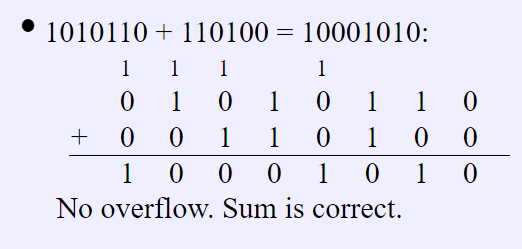 • 1010110 + 110100 = 10001010:
1 1 1 1
0 1 0 1 0 1 1 0
+ 0 0 1 1 0 1 0 0
1 0 0 0 1 0 1 0
No overflow. Sum is correct.